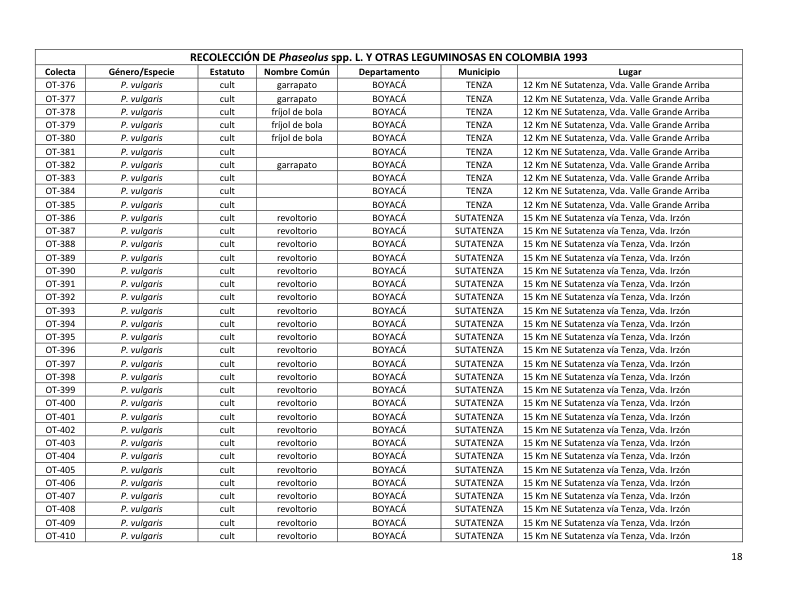 RECOLECCIÓN DE Phaseolus spp. L. Y OTRAS LEGUMINOSAS EN COLOMBIA 1993
Colecta Género/Especie Estatuto Nombre Común Departamento Municipio Lugar
OT-376 P. vulgaris cult garrapato BOYACÁ TENZA 12 Km NE Sutatenza, Vda. Valle Grande Arriba
OT-377 P. vulgaris cult garrapato BOYACÁ TENZA 12 Km NE Sutatenza, Vda. Valle Grande Arriba
OT-378 P. vulgaris cult fríjol de bola BOYACÁ TENZA 12 Km NE Sutatenza, Vda. Valle Grande Arriba
OT-379 P. vulgaris cult fríjol de bola BOYACÁ TENZA 12 Km NE Sutatenza, Vda. Valle Grande Arriba
OT-380 P. vulgaris cult fríjol de bola BOYACÁ TENZA 12 Km NE Sutatenza, Vda. Valle Grande Arriba
OT-381 P. vulgaris cult BOYACÁ TENZA 12 Km NE Sutatenza, Vda. Valle Grande Arriba
OT-382 P. vulgaris cult garrapato BOYACÁ TENZA 12 Km NE Sutatenza, Vda. Valle Grande Arriba
OT-383 P. vulgaris cult BOYACÁ TENZA 12 Km NE Sutatenza, Vda. Valle Grande Arriba
OT-384 P. vulgaris cult BOYACÁ TENZA 12 Km NE Sutatenza, Vda. Valle Grande Arriba
OT-385 P. vulgaris cult BOYACÁ TENZA 12 Km NE Sutatenza, Vda. Valle Grande Arriba
OT-386 P. vulgaris cult revoltorio BOYACÁ SUTATENZA 15 Km NE Sutatenza vía Tenza, Vda. Irzón
OT-387 P. vulgaris cult revoltorio BOYACÁ SUTATENZA 15 Km NE Sutatenza vía Tenza, Vda. Irzón
OT-388 P. vulgaris cult revoltorio BOYACÁ SUTATENZA 15 Km NE Sutatenza vía Tenza, Vda. Irzón
OT-389 P. vulgaris cult revoltorio BOYACÁ SUTATENZA 15 Km NE Sutatenza vía Tenza, Vda. Irzón
OT-390 P. vulgaris cult revoltorio BOYACÁ SUTATENZA 15 Km NE Sutatenza vía Tenza, Vda. Irzón
OT-391 P. vulgaris cult revoltorio BOYACÁ SUTATENZA 15 Km NE Sutatenza vía Tenza, Vda. Irzón
OT-392 P. vulgaris cult revoltorio BOYACÁ SUTATENZA 15 Km NE Sutatenza vía Tenza, Vda. Irzón
OT-393 P. vulgaris cult revoltorio BOYACÁ SUTATENZA 15 Km NE Sutatenza vía Tenza, Vda. Irzón
OT-394 P. vulgaris cult revoltorio BOYACÁ SUTATENZA 15 Km NE Sutatenza vía Tenza, Vda. Irzón
OT-395 P. vulgaris cult revoltorio BOYACÁ SUTATENZA 15 Km NE Sutatenza vía Tenza, Vda. Irzón
OT-396 P. vulgaris cult revoltorio BOYACÁ SUTATENZA 15 Km NE Sutatenza vía Tenza, Vda. Irzón
OT-397 P. vulgaris cult revoltorio BOYACÁ SUTATENZA 15 Km NE Sutatenza vía Tenza, Vda. Irzón
OT-398 P. vulgaris cult revoltorio BOYACÁ SUTATENZA 15 Km NE Sutatenza vía Tenza, Vda. Irzón
OT-399 P. vulgaris cult revoltorio BOYACÁ SUTATENZA 15 Km NE Sutatenza vía Tenza, Vda. Irzón
OT-400 P. vulgaris cult revoltorio BOYACÁ SUTATENZA 15 Km NE Sutatenza vía Tenza, Vda. Irzón
OT-401 P. vulgaris cult revoltorio BOYACÁ SUTATENZA 15 Km NE Sutatenza vía Tenza, Vda. Irzón
OT-402 P. vulgaris cult revoltorio BOYACÁ SUTATENZA 15 Km NE Sutatenza vía Tenza, Vda. Irzón
OT-403 P. vulgaris cult revoltorio BOYACÁ SUTATENZA 15 Km NE Sutatenza vía Tenza, Vda. Irzón
OT-404 P. vulgaris cult revoltorio BOYACÁ SUTATENZA 15 Km NE Sutatenza vía Tenza, Vda. Irzón
OT-405 P. vulgaris cult revoltorio BOYACÁ SUTATENZA 15 Km NE Sutatenza vía Tenza, Vda. Irzón
OT-406 P. vulgaris cult revoltorio BOYACÁ SUTATENZA 15 Km NE Sutatenza vía Tenza, Vda. Irzón
OT-407 P. vulgaris cult revoltorio BOYACÁ SUTATENZA 15 Km NE Sutatenza vía Tenza, Vda. Irzón
OT-408 P. vulgaris cult revoltorio BOYACÁ SUTATENZA 15 Km NE Sutatenza vía Tenza, Vda. Irzón
OT-409 P. vulgaris cult revoltorio BOYACÁ SUTATENZA 15 Km NE Sutatenza vía Tenza, Vda. Irzón
OT-410 P. vulgaris cult revoltorio BOYACÁ SUTATENZA 15 Km NE Sutatenza vía Tenza, Vda. Irzón
18